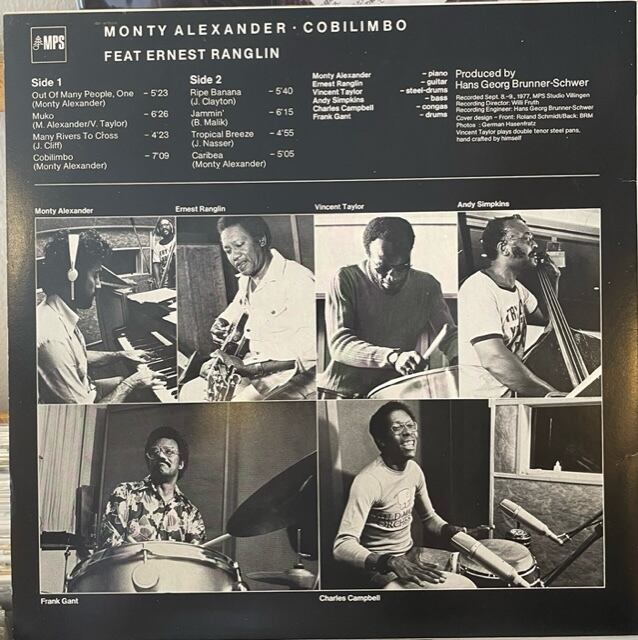 MPS
MONTY ALEXANDER · COBILIMBO
FEAT ERNEST RANGLIN
Side 1
Out Of Many People, One – 5'23
(Monty Alexander)
Muko – 6'26
(M. Alexander/V. Taylor)
Many Rivers To Cross – 4'23
(J. Cliff)
Cobilimbo – 7'09
(Monty Alexander)
Side 2
Ripe Banana – 5'40
(J. Clayton)
Jammin' – 6'15
(B. Malik)
Tropical Breeze – 4'55
(J. Nasser)
Caribea – 5'05
(Monty Alexander)
Monty Alexander – piano
Ernest Ranglin – guitar
Vincent Taylor – steel-drums
Andy Simpkins – bass
Charles Campbell – congas
Frank Gant – drums
Produced by
Hans Georg Brunner-Schwer
Recorded Sept. 8.–9., 1977, MPS Studio Villingen
Recording Director: Willi Fruth
Recording Engineer: Hans Georg Brunner-Schwer
Cover design – Front: Roland Schmidt/Back: BRM
Photos : German Hasenfratz
Vincent Taylor plays double tenor steel pans,
hand crafted by himself
Monty Alexander
Ernest Ranglin
Vincent Taylor
Andy Simpkins
Frank Gant
Charles Campbell